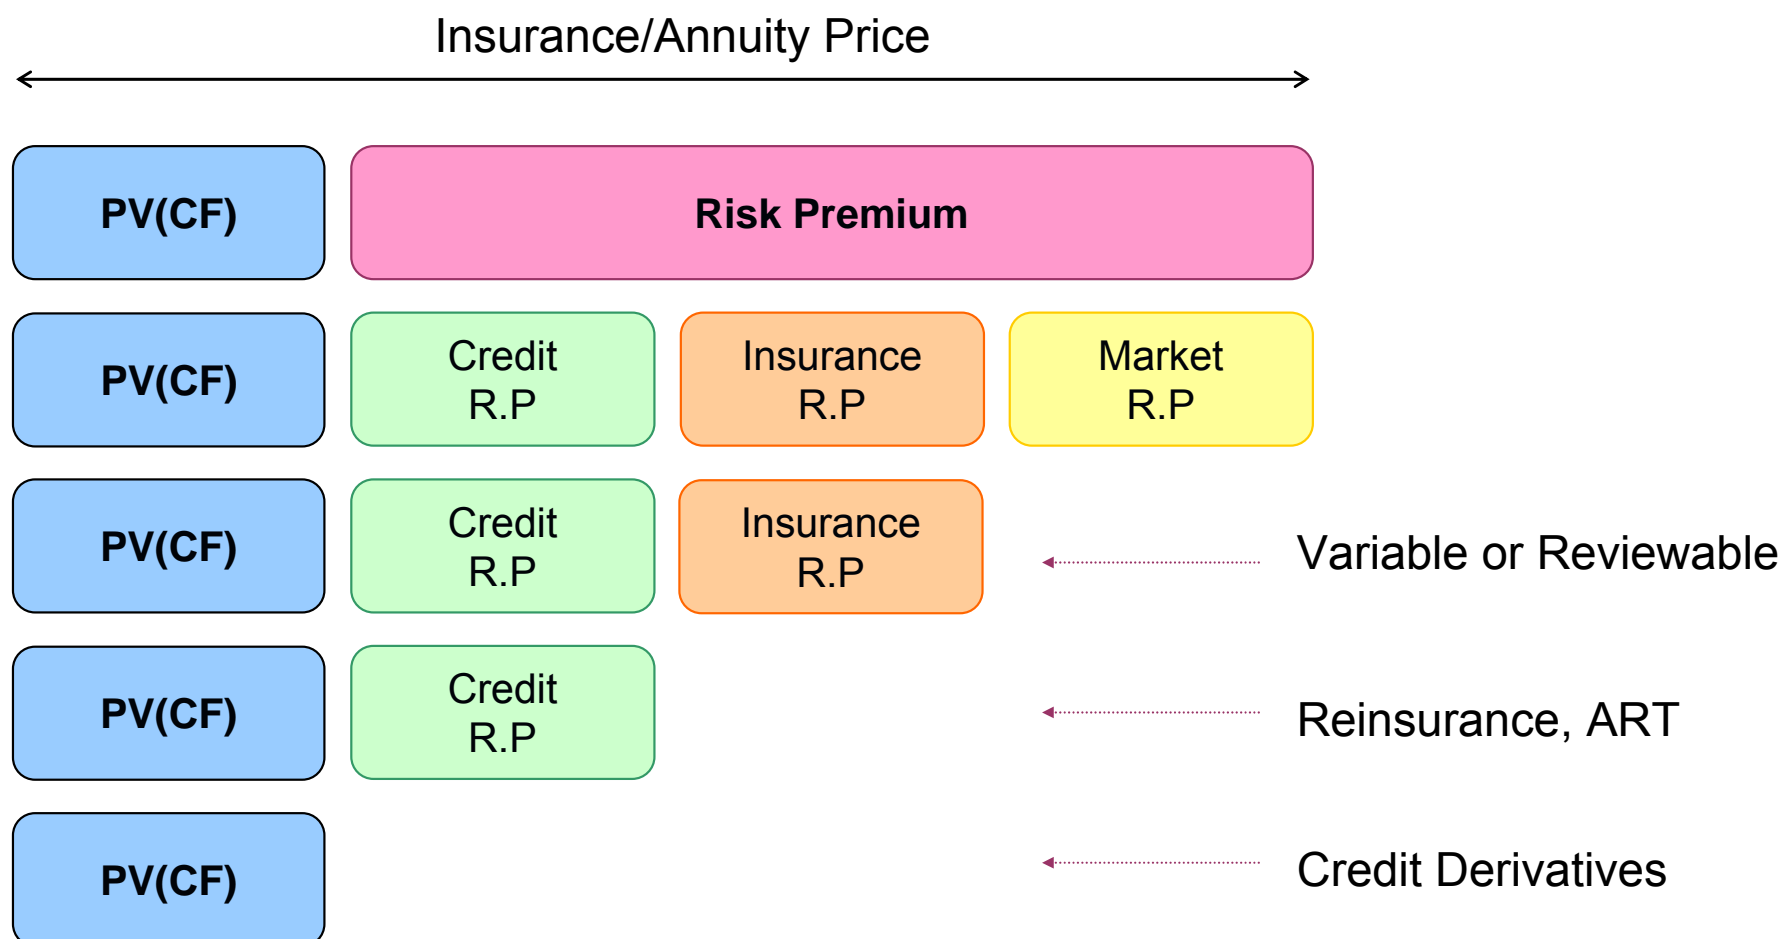 Insurance/Annuity Price
PV(CF)
Risk Premium
PV(CF)
Credit
R.P
Insurance
R.P
Market
R.P
PV(CF)
Credit
R.P
Insurance
R.P
Variable or Reviewable
PV(CF)
Credit
R.P
Reinsurance, ART
PV(CF)
Credit Derivatives